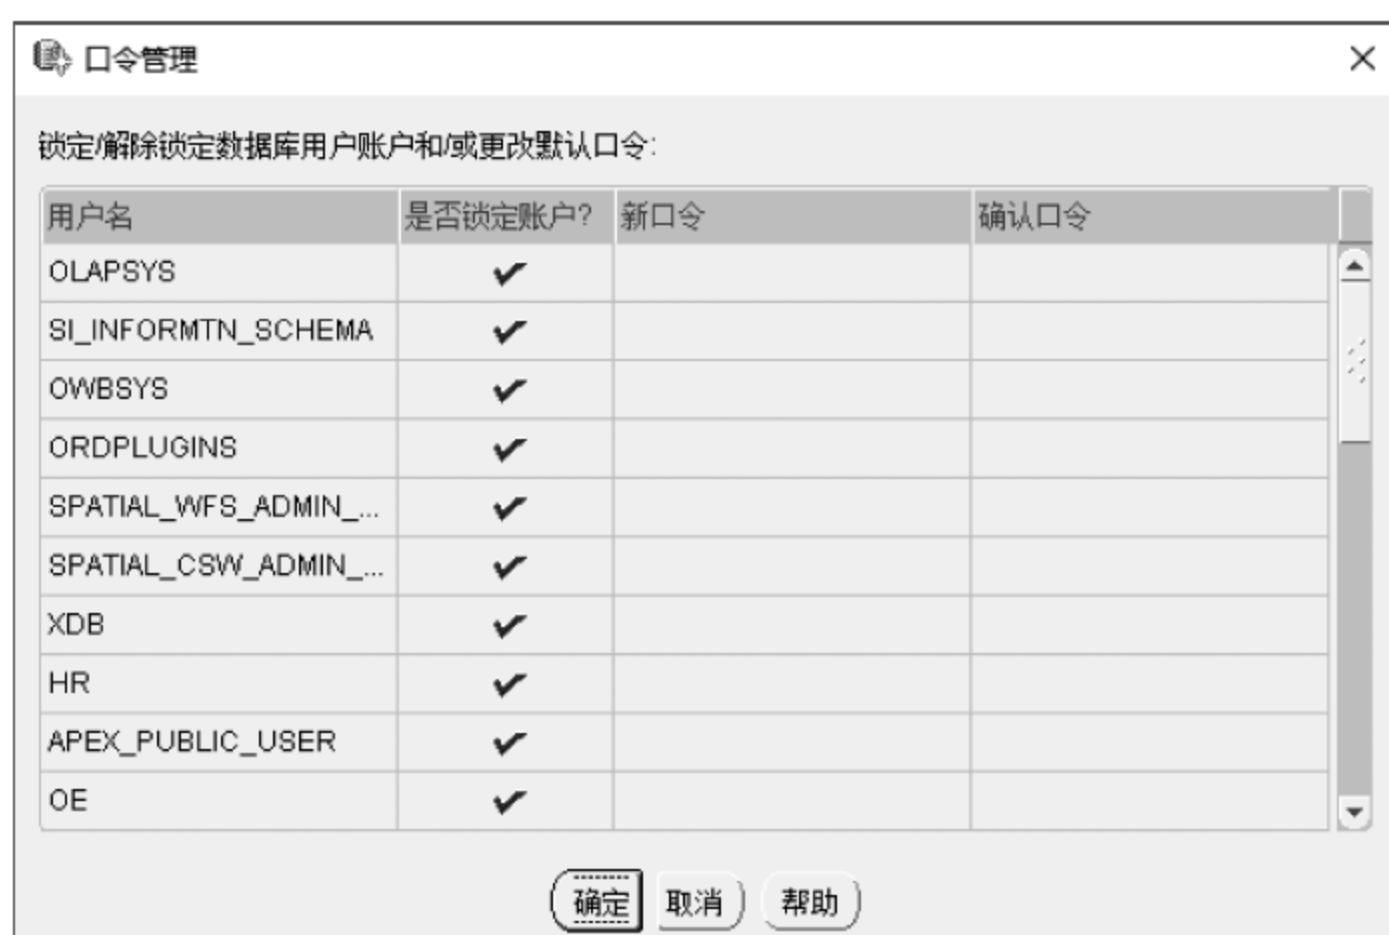 口令管理
锁定/解除锁定数据库用户账户和/或更改默认口令:
用户名 是否锁定账户? 新口令 确认口令
OLAPSYS
SI_INFORMTN_SCHEMA
OWBSYS
ORDPLUGINS
SPATIAL_WFS_ADMIN_...
SPATIAL_CSW_ADMIN_...
XDB
HR
APEX_PUBLIC_USER
OE
确定 取消 帮助